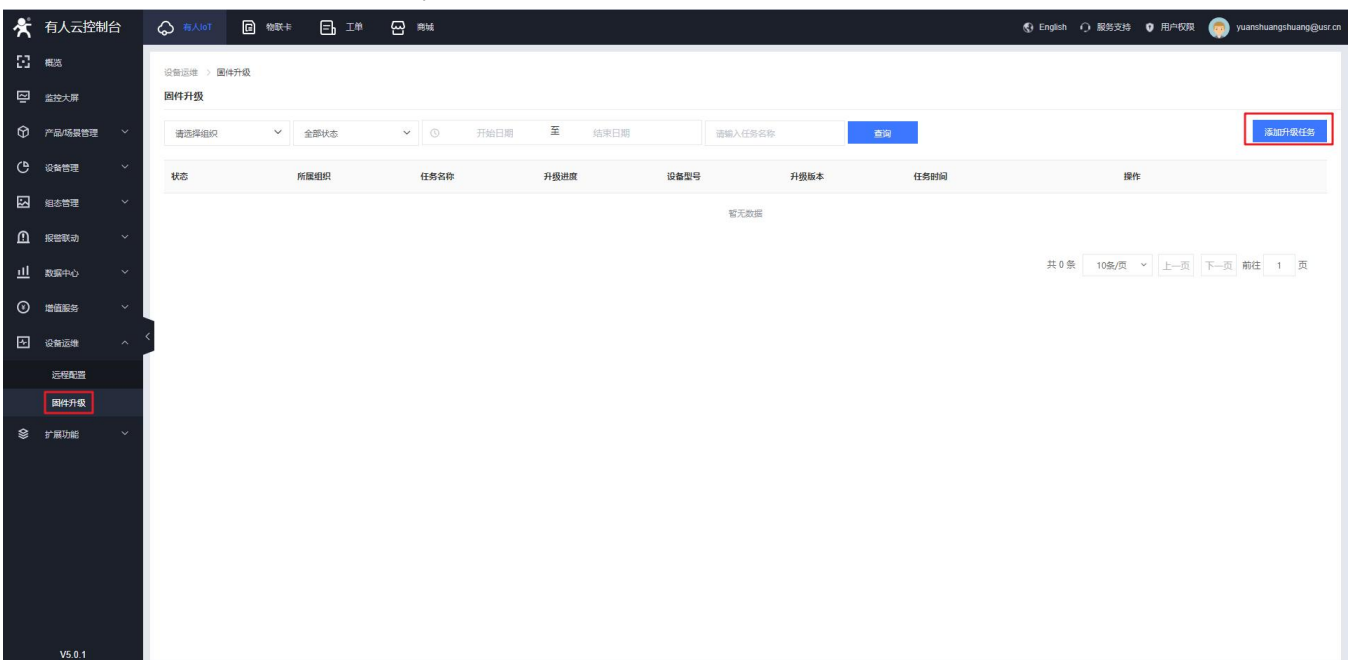 有人云控制台 有人IoT 物联卡 工单 商城 English 服务支持 用户权限 yuanshuangshuang@usr.cn
概览
监控大屏
产品/场景管理
设备管理
组态管理
报警联动
数据中心
增值服务
设备运维
远程配置
固件升级
扩展功能
V5.0.1
设备运维 > 固件升级
固件升级
请选择组织 全部状态 开始日期 至 结束日期 请输入任务名称 查询 添加升级任务
状态 所属组织 任务名称 升级进度 设备型号 升级版本 任务时间 操作
暂无数据
共 0 条 10条/页 上一页 下一页 前往 1 页